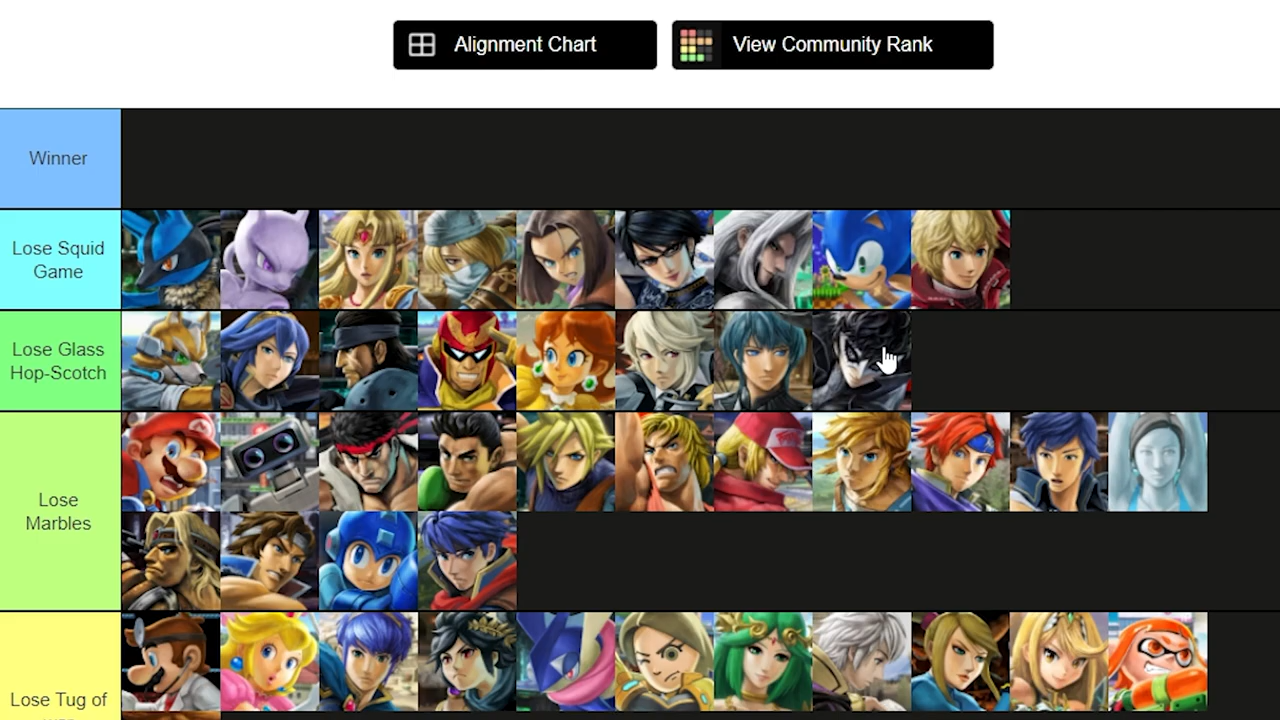 Alignment Chart
View Community Rank
Winner
Lose Squid
Game
Lose Glass
Hop-Scotch
Lose
Marbles
Lose Tug of